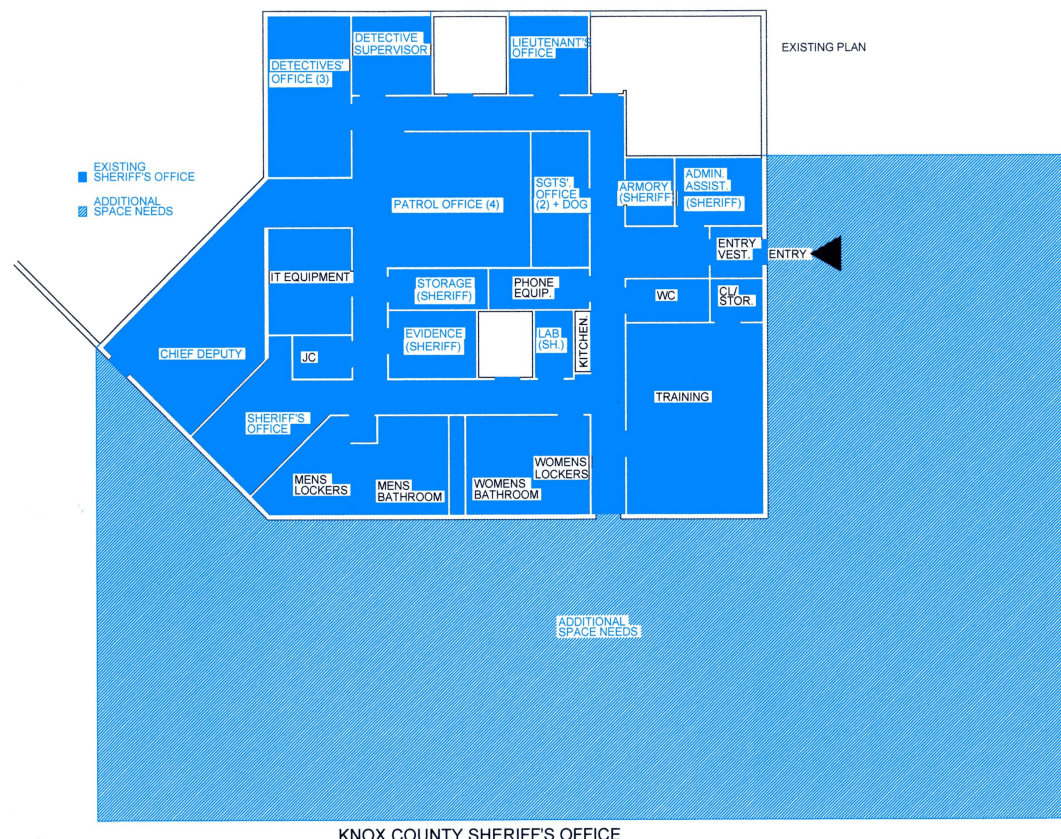 EXISTING PLAN
EXISTING
SHERIFF'S OFFICE
ADDITIONAL
SPACE NEEDS
DETECTIVES'
OFFICE (3)
DETECTIVE
SUPERVISOR
LIEUTENANT'S
OFFICE
PATROL OFFICE (4)
SGTS'.
OFFICE
(2) + DOG
ARMORY
(SHERIFF)
ADMIN.
ASSIST.
(SHERIFF)
ENTRY
VEST.
ENTRY
IT EQUIPMENT
STORAGE
(SHERIFF)
PHONE
EQUIP.
WC
CL/
STOR.
EVIDENCE
(SHERIFF)
LAB
(SH.)
KITCHEN.
CHIEF DEPUTY
JC
TRAINING
SHERIFF'S
OFFICE
MENS
LOCKERS
MENS
BATHROOM
WOMENS
BATHROOM
WOMENS
LOCKERS
ADDITIONAL
SPACE NEEDS
KNOX COUNTY SHERIFF'S OFFICE